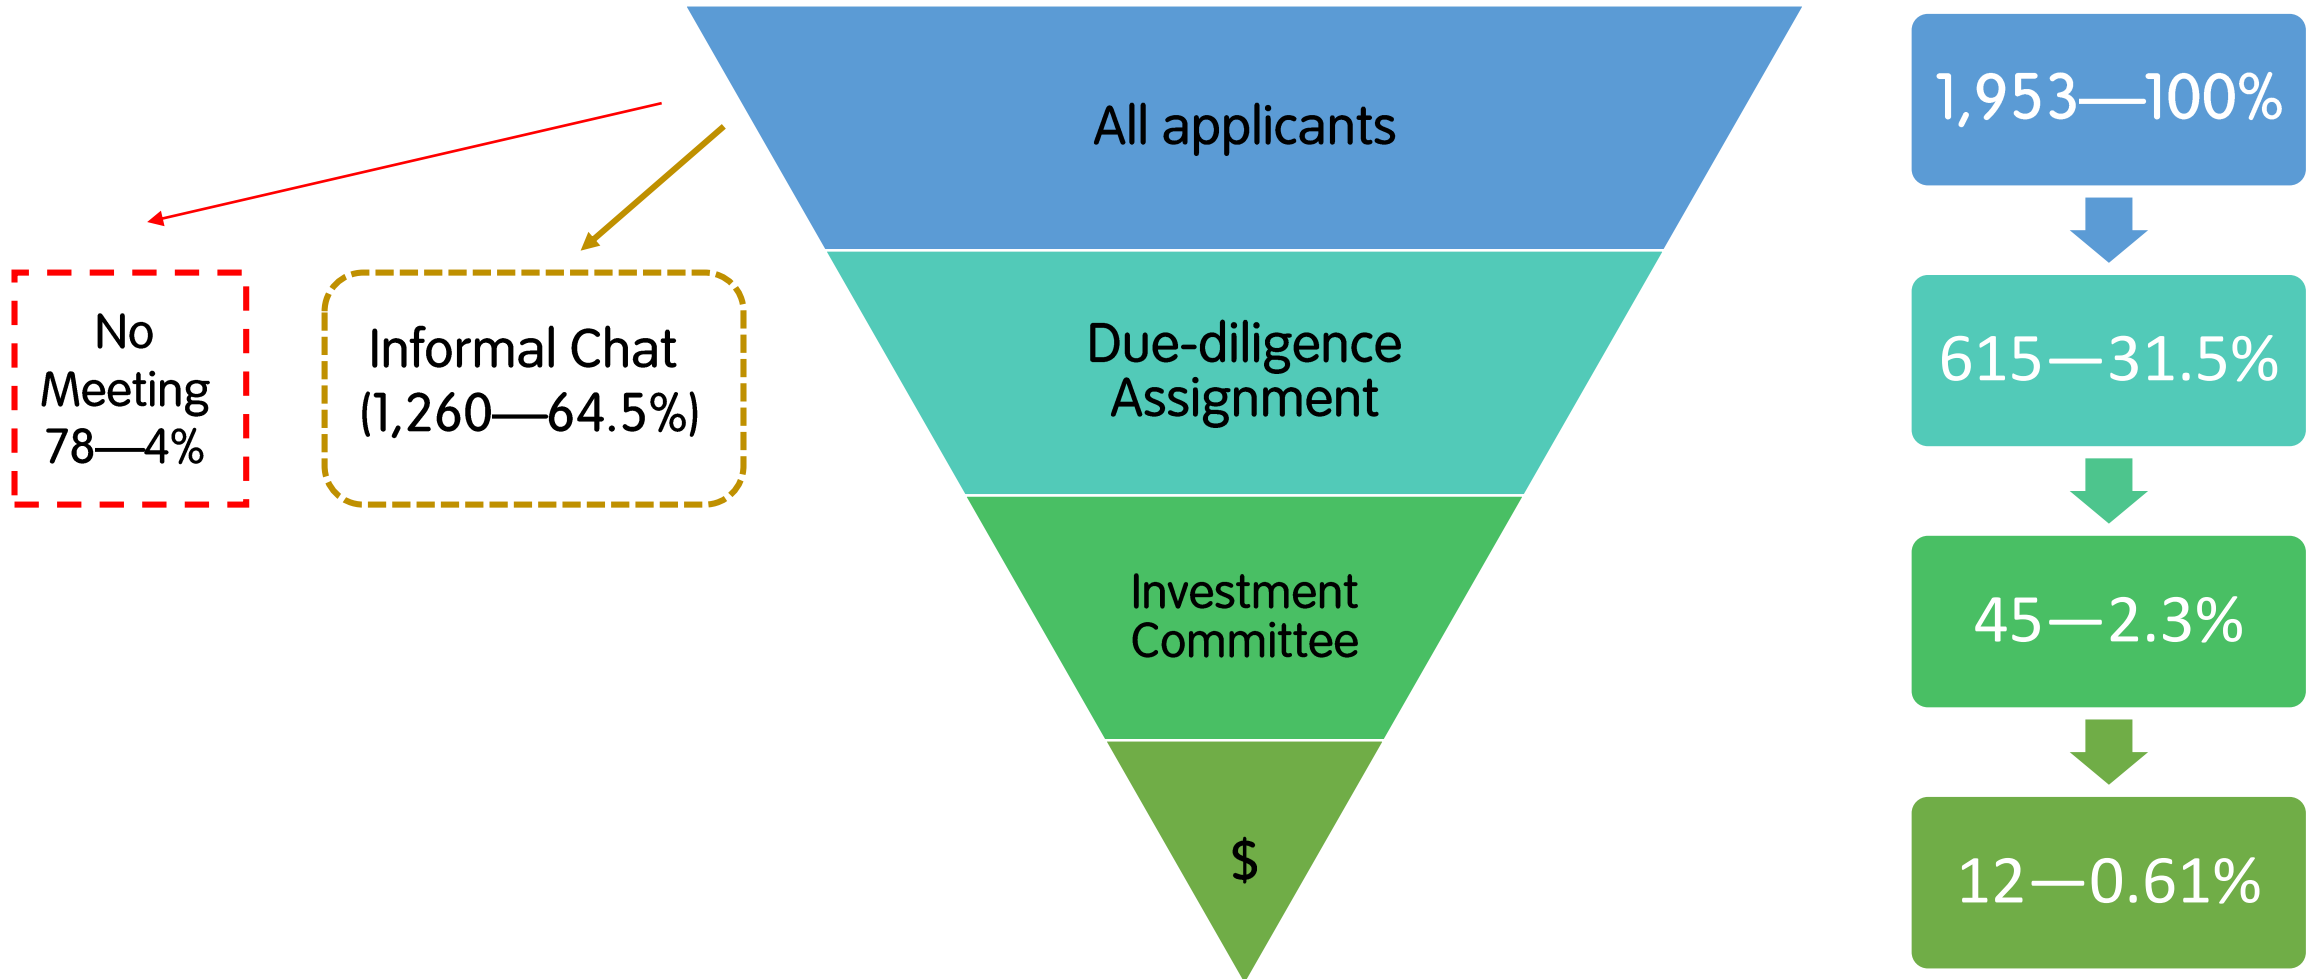 All applicants
1,953—100%
No
Meeting
78—4%
Informal Chat
(1,260—64.5%)
Due-diligence
Assignment
615—31.5%
Investment
Committee
45—2.3%
$
12—0.61%